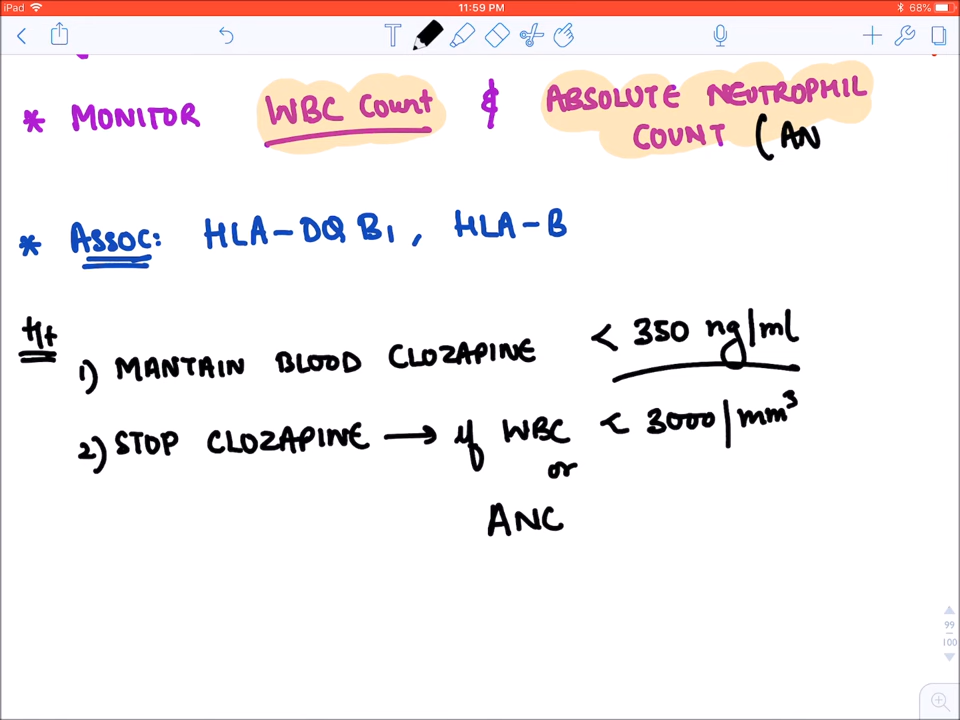 iPad 11:59 PM 68%
T
* MONITOR WBC Count & ABSOLUTE NEUTROPHIL
COUNT (AN
* Assoc: HLA-DQ B1, HLA-B
1) MANTAIN BLOOD CLOZAPINE < 350 ng/ml
2) STOP CLOZAPINE → if WBC < 3000/mm³
or
ANC
99
100